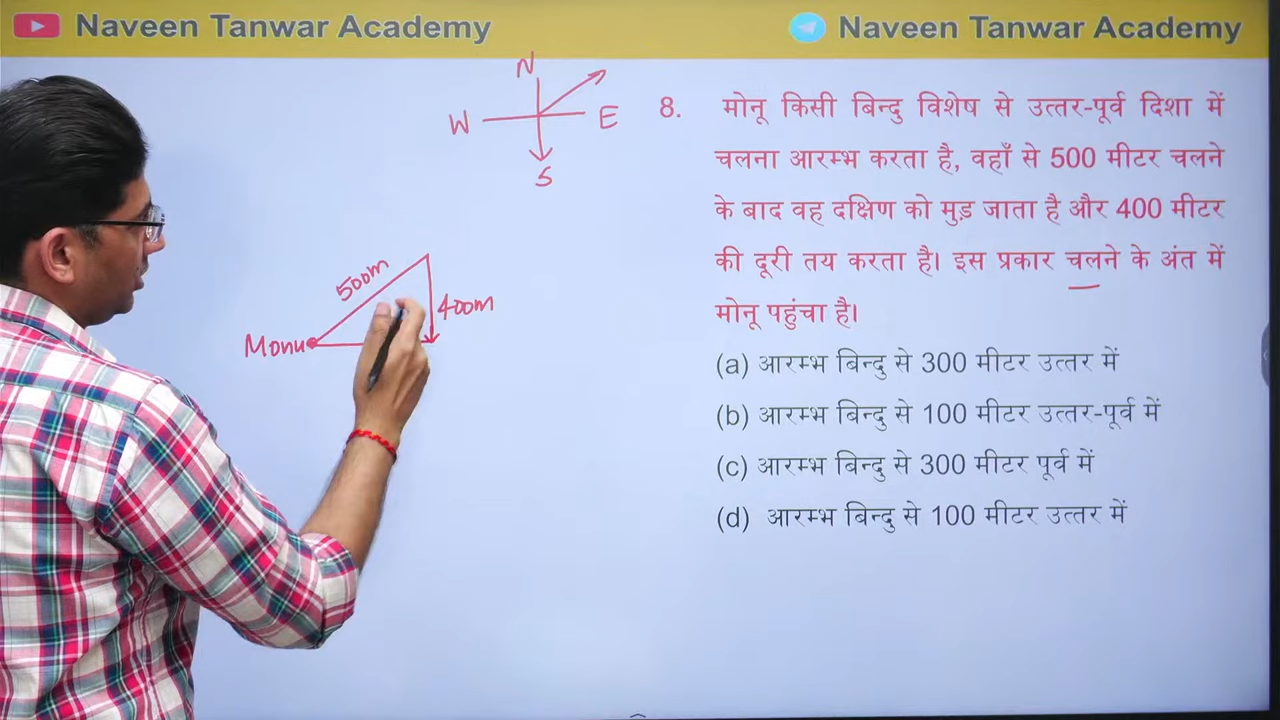 Naveen Tanwar Academy
Naveen Tanwar Academy
N
W
E
S
8. मोनू किसी बिन्दु विशेष से उत्तर-पूर्व दिशा में
चलना आरम्भ करता है, वहाँ से 500 मीटर चलने
के बाद वह दक्षिण को मुड़ जाता है और 400 मीटर
की दूरी तय करता है। इस प्रकार चलने के अंत में
मोनू पहुंचा है।
(a) आरम्भ बिन्दु से 300 मीटर उत्तर में
(b) आरम्भ बिन्दु से 100 मीटर उत्तर-पूर्व में
(c) आरम्भ बिन्दु से 300 मीटर पूर्व में
(d) आरम्भ बिन्दु से 100 मीटर उत्तर में
500m
400m
Monu